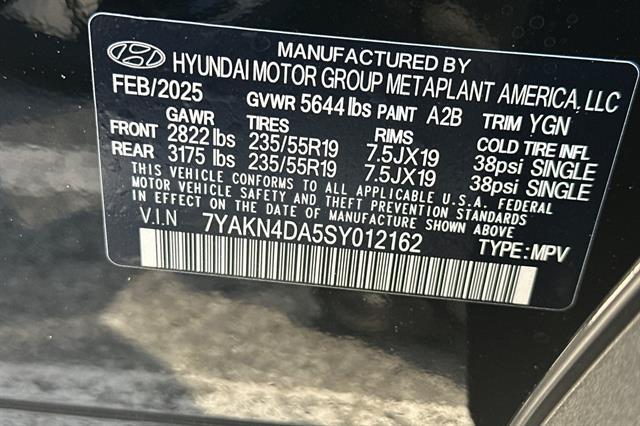 MANUFACTURED BY
HYUNDAI MOTOR GROUP METAPLANT AMERICA, LLC
FEB/2025 GVWR 5644 lbs PAINT A2B TRIM YGN
GAWR TIRES RIMS COLD TIRE INFL
FRONT 2822 lbs 235/55R19 7.5JX19 38psi SINGLE
REAR 3175 lbs 235/55R19 7.5JX19 38psi SINGLE
THIS VEHICLE CONFORMS TO ALL APPLICABLE U.S.A. FEDERAL
MOTOR VEHICLE SAFETY AND THEFT PREVENTION STANDARDS
IN EFFECT ON THE DATE OF MANUFACTURE SHOWN ABOVE
V.I.N 7YAKN4DA5SY012162
TYPE: MPV